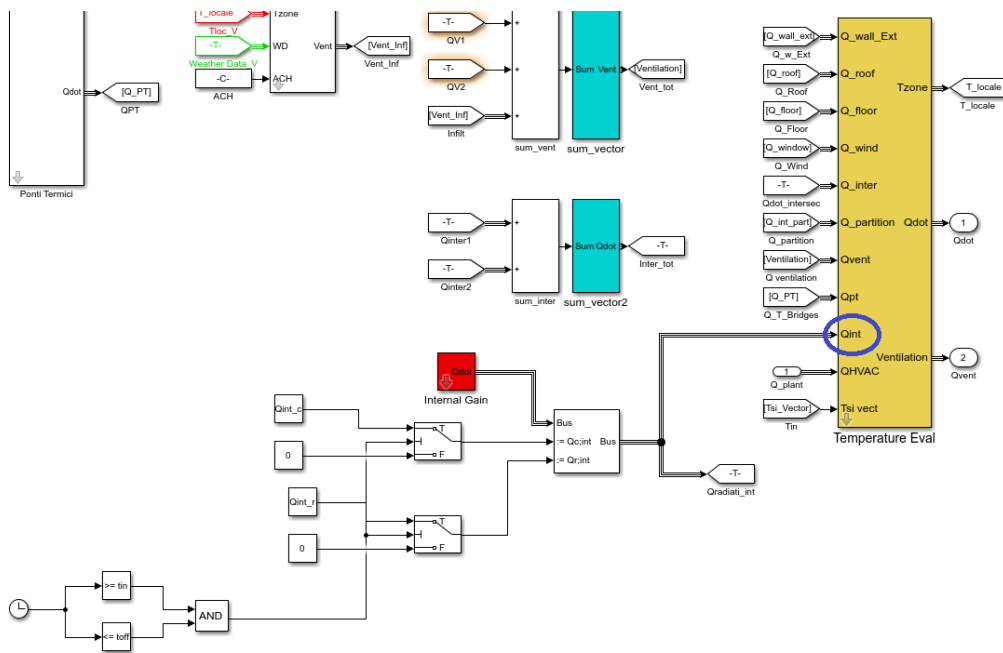 T_locale
Tloc_V
-T-
Weather Data_V
-C-
ACH
Tzone
WD
ACH
Vent
[Vent_Inf]
Vent_Inf
Qdot
[Q_PT]
QPT
Ponti Termici
-T-
QV1
-T-
QV2
[Vent_Inf]
Infilt
+
+
+
sum_vent
Sum Vent
sum_vector
[Ventilation]
Vent_tot
-T-
Qinter1
-T-
Qinter2
+
+
sum_inter
Sum Qdot
sum_vector2
-T-
Inter_tot
[Q_wall_ext]
Q_w_Ext
[Q_roof]
Q_Roof
[Q_floor]
Q_Floor
[Q_window]
Q_Wind
-T-
Qdot_intersec
[Q_int_part]
Q_partition
[Ventilation]
Q ventilation
[Q_PT]
Q_T_Bridges
1
Q_plant
[Tsi_Vector]
Tin
Q_wall_Ext
Q_roof
Q_floor
Q_wind
Q_inter
Q_partition
Qvent
Qpt
Qint
QHVAC
Tsi vect
Tzone
Qdot
Ventilation
Temperature Eval
T_locale
T_locale
1
Qdot
2
Qvent
Qdot
Internal Gain
Qint_c
0
T
F
Qint_r
0
T
F
Bus
:= Qc;int
:= Qr;int
Bus
-T-
Qradiati_int
>= tin
<= toff
AND